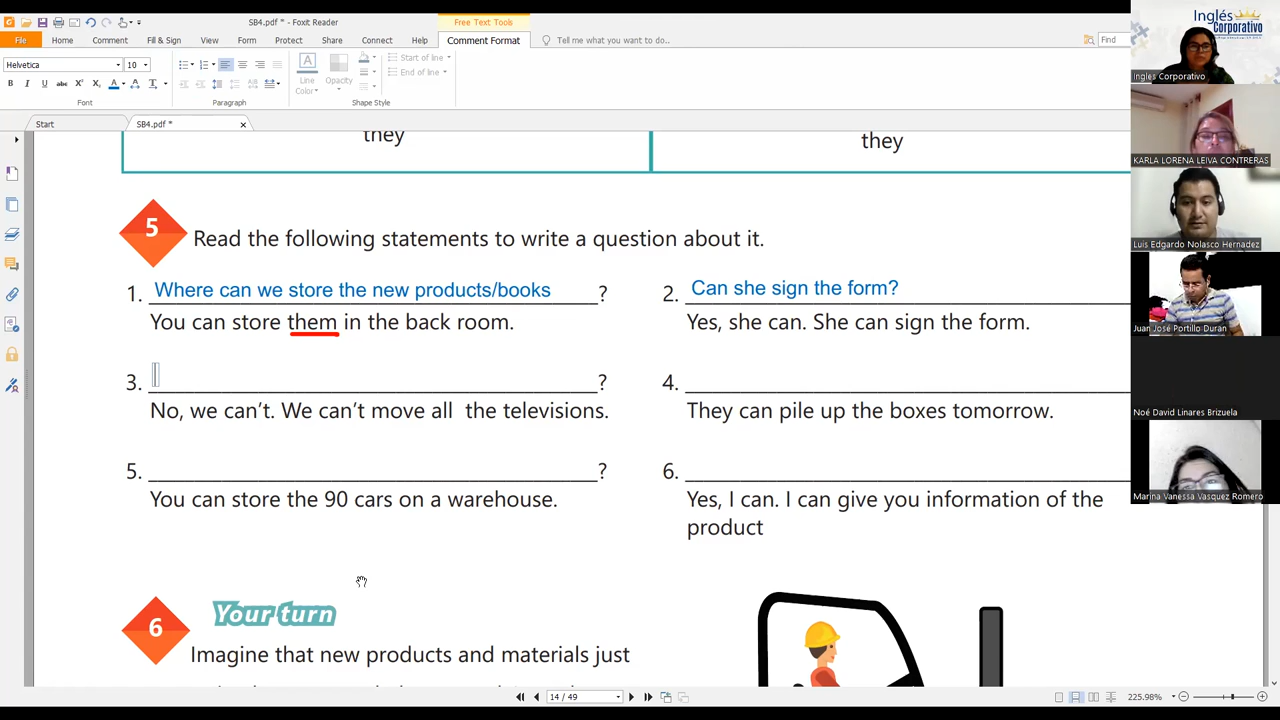 SB4.pdf * - Foxit Reader
Free Text Tools
File Home Comment Fill & Sign View Form Protect Share Connect Help Comment Format Tell me what you want to do.. Find
Helvetica 10
Line Color
Opacity
Start of line
End of line
Font Paragraph Shape Style
Start SB4.pdf *
they they
5 Read the following statements to write a question about it.
1. Where can we store the new products/books ?
You can store them in the back room.
2. Can she sign the form?
Yes, she can. She can sign the form.
3. ?
No, we can't. We can't move all the televisions.
4.
They can pile up the boxes tomorrow.
5. ?
You can store the 90 cars on a warehouse.
6.
Yes, I can. I can give you information of the
product
6 Your turn
Imagine that new products and materials just
14 / 49
225.98%
Inglés
Corporativo
Ingles Corporativo
KARLA LORENA LEIVA CONTRERAS
Luis Edgardo Nolasco Hernadez
Juan José Portillo Duran
Noé David Linares Brizuela
Marina Vanessa Vasquez Romero